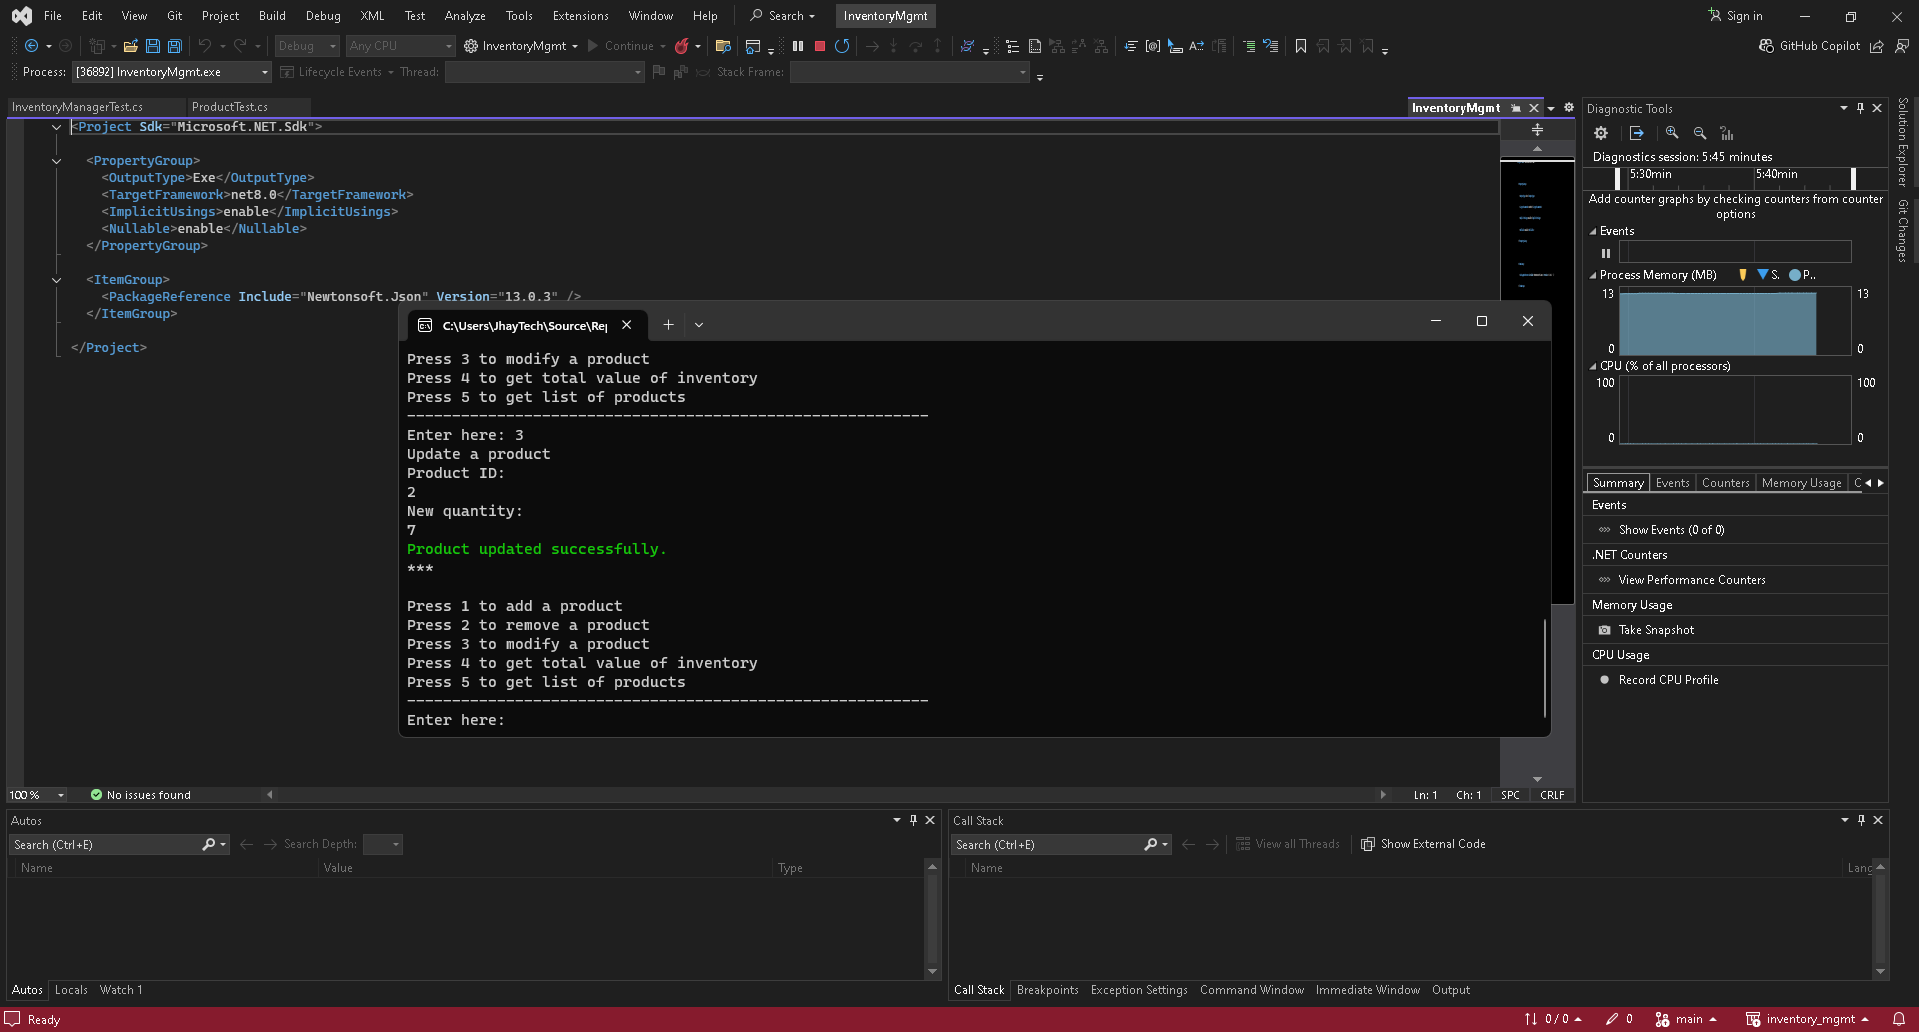 File Edit View Git Project Build Debug XML Test Analyze Tools Extensions Window Help Search InventoryMgmt Sign in
Debug Any CPU InventoryMgmt Continue GitHub Copilot
Process: [36892] InventoryMgmt.exe Lifecycle Events Thread: Stack Frame:
InventoryManagerTest.cs ProductTest.cs InventoryMgmt
<Project Sdk="Microsoft.NET.Sdk">
<PropertyGroup>
<OutputType>Exe</OutputType>
<TargetFramework>net8.0</TargetFramework>
<ImplicitUsings>enable</ImplicitUsings>
<Nullable>enable</Nullable>
</PropertyGroup>
<ItemGroup>
<PackageReference Include="Newtonsoft.Json" Version="13.0.3" />
</ItemGroup>
</Project>
C:\Users\JhayTech\Source\Rep
Press 3 to modify a product
Press 4 to get total value of inventory
Press 5 to get list of products
----------------------------------------------------------
Enter here: 3
Update a product
Product ID:
2
New quantity:
7
Product updated successfully.
***
Press 1 to add a product
Press 2 to remove a product
Press 3 to modify a product
Press 4 to get total value of inventory
Press 5 to get list of products
----------------------------------------------------------
Enter here:
100 % No issues found Ln: 1 Ch: 1 SPC CRLF
Diagnostic Tools
Diagnostics session: 5:45 minutes
5:30min 5:40min
Add counter graphs by checking counters from counter
options
Events
Process Memory (MB) S. P..
13 13
0 0
CPU (% of all processors)
100 100
0 0
Summary Events Counters Memory Usage C
Events
Show Events (0 of 0)
.NET Counters
View Performance Counters
Memory Usage
Take Snapshot
CPU Usage
Record CPU Profile
Solution Explorer
Git Changes
Autos
Search (Ctrl+E) Search Depth:
Name Value Type
Autos Locals Watch 1
Call Stack
Search (Ctrl+E) View all Threads Show External Code
Name Lang
Call Stack Breakpoints Exception Settings Command Window Immediate Window Output
Ready 0 / 0 0 main inventory_mgmt